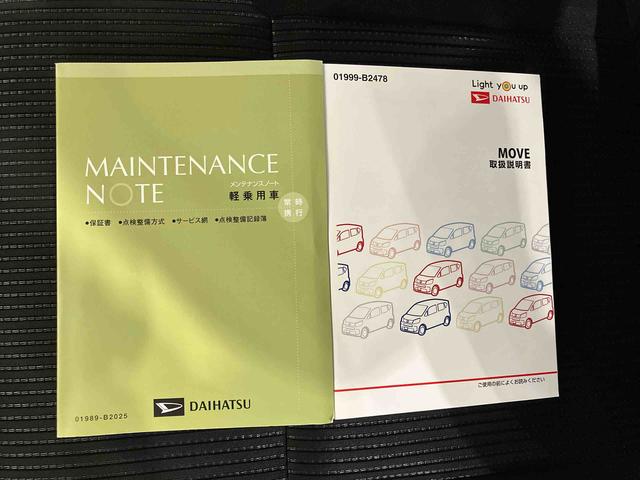 MAINTENANCE
NOTE
メンテナンスノート
軽乗用車
常時
携行
●保証書 ●点検整備方式 ●サービス網 ●点検整備記録簿
01989-B2025
DAIHATSU
01999-B2478
Light you up
DAIHATSU
MOVE
取扱説明書
ご使用の前によくお読みください